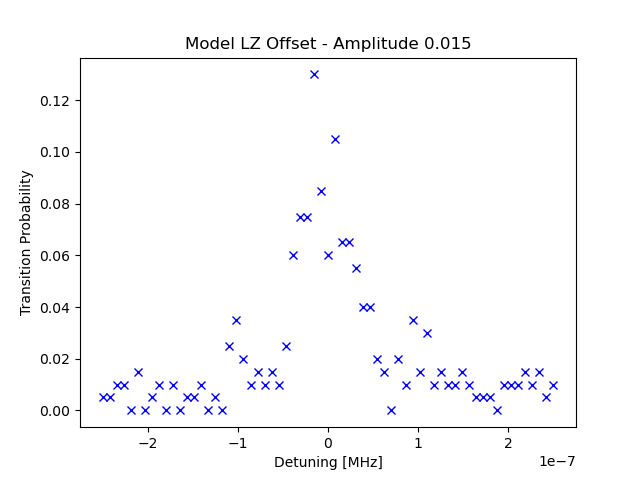 Model LZ Offset - Amplitude 0.015
Transition Probability
0.12
0.10
0.08
0.06
0.04
0.02
0.00
−2 −1 0 1 2
1e−7
Detuning [MHz]